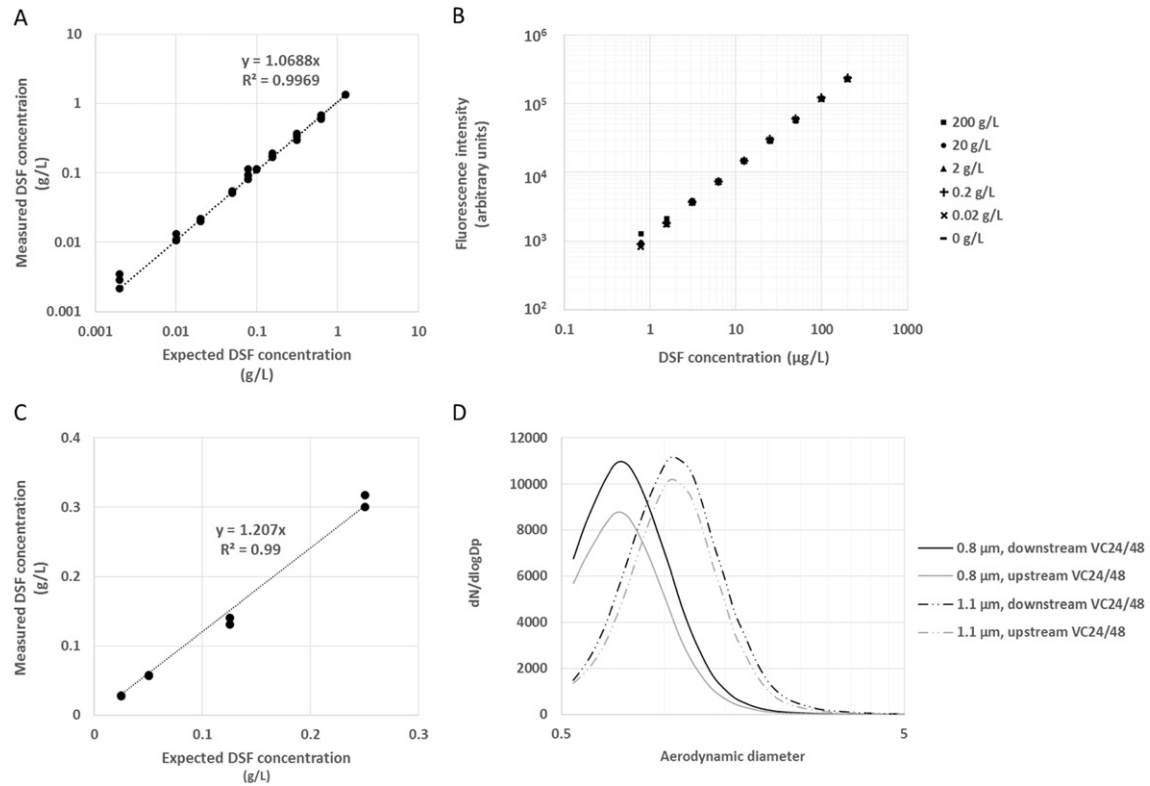 A
10
1
0.1
0.01
0.001
0.001
0.01
0.1
1
10
y = 1.0688x
R² = 0.9969
Measured DSF concentraion
(g/L)
Expected DSF concentration
(g/L)
B
10⁶
10⁵
10⁴
10³
10²
0.1
1
10
100
1000
Fluorescence intensity
(arbitrary units)
DSF concentration (µg/L)
200 g/L
20 g/L
2 g/L
0.2 g/L
0.02 g/L
0 g/L
C
0.4
0.3
0.2
0.1
0
0
0.1
0.2
0.3
y = 1.207x
R² = 0.99
Measured DSF concentration
(g/L)
Expected DSF concentration
(g/L)
D
12000
10000
8000
6000
4000
2000
0
0.5
5
dN/dlogDp
Aerodynamic diameter
0.8 µm, downstream VC24/48
0.8 µm, upstream VC24/48
1.1 µm, downstream VC24/48
1.1 µm, upstream VC24/48